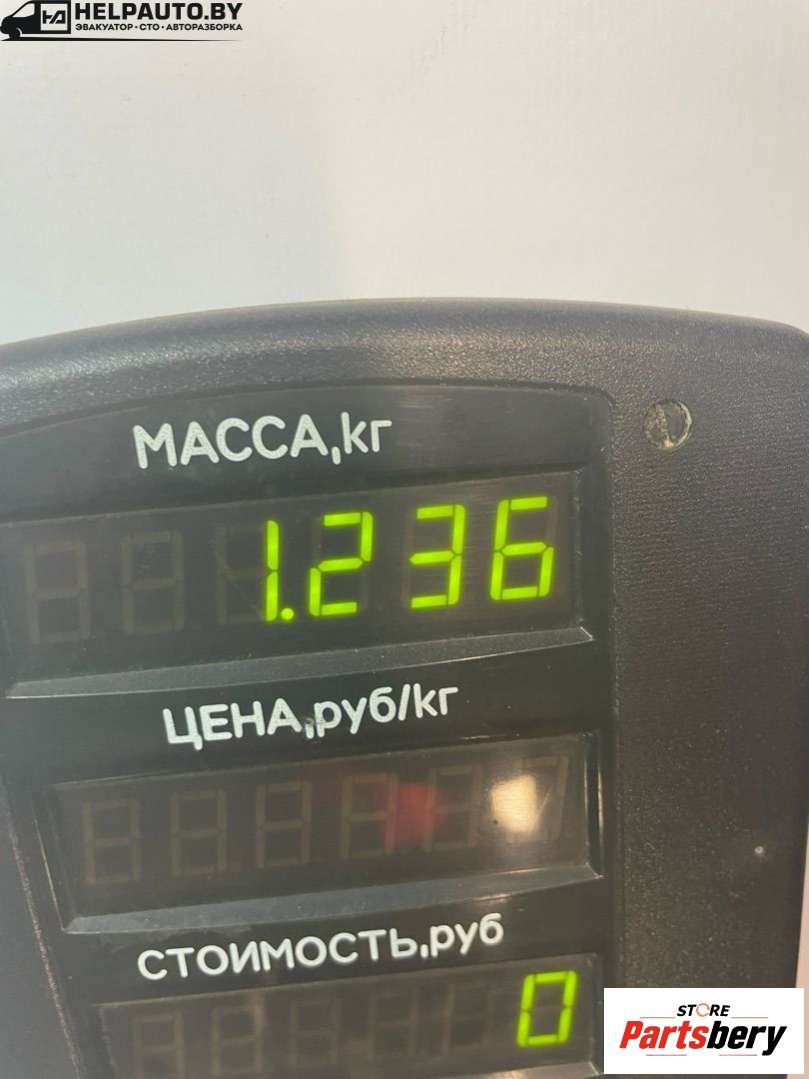 HELPAUTO.BY
ЭВАКУАТОР • СТО • АВТОРАЗБОРКА
МАССА,кг
1.236
ЦЕНА,руб/кг
СТОИМОСТЬ,руб
0
STORE
Partsbery